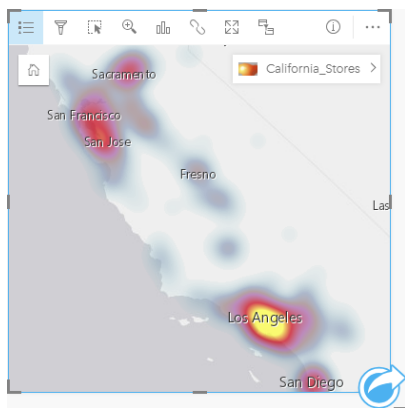 California_Stores
Sacramento
San Francisco
San Jose
Fresno
Las
Los Angeles
San Diego